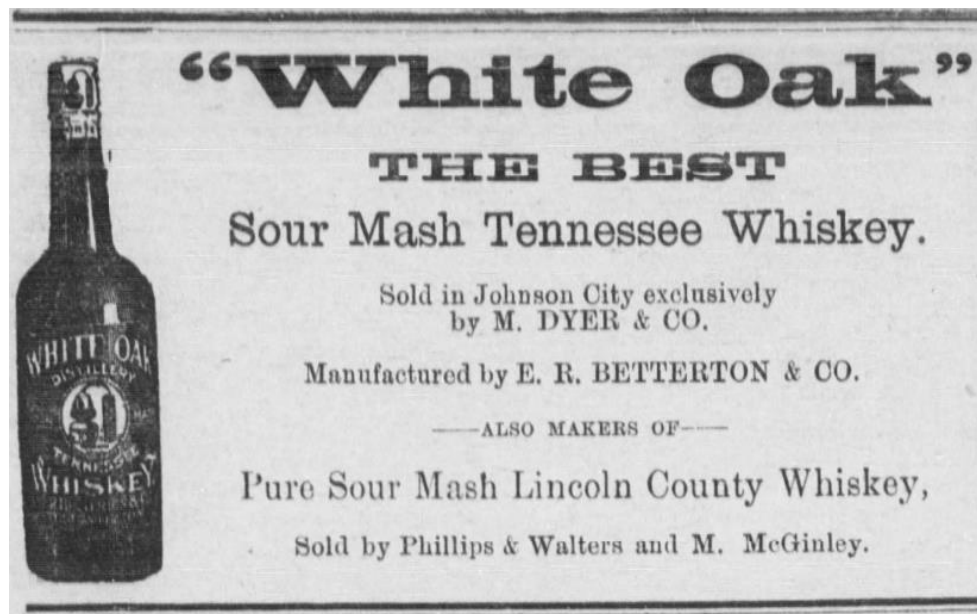 "White Oak"
THE BEST
Sour Mash Tennessee Whiskey.
Sold in Johnson City exclusively
by M. DYER & CO.
Manufactured by E. R. BETTERTON & CO.
——ALSO MAKERS OF——
Pure Sour Mash Lincoln County Whiskey,
Sold by Phillips & Walters and M. McGinley.
WHITE OAK
DISTILLERY
TENNESSEE
WHISKEY